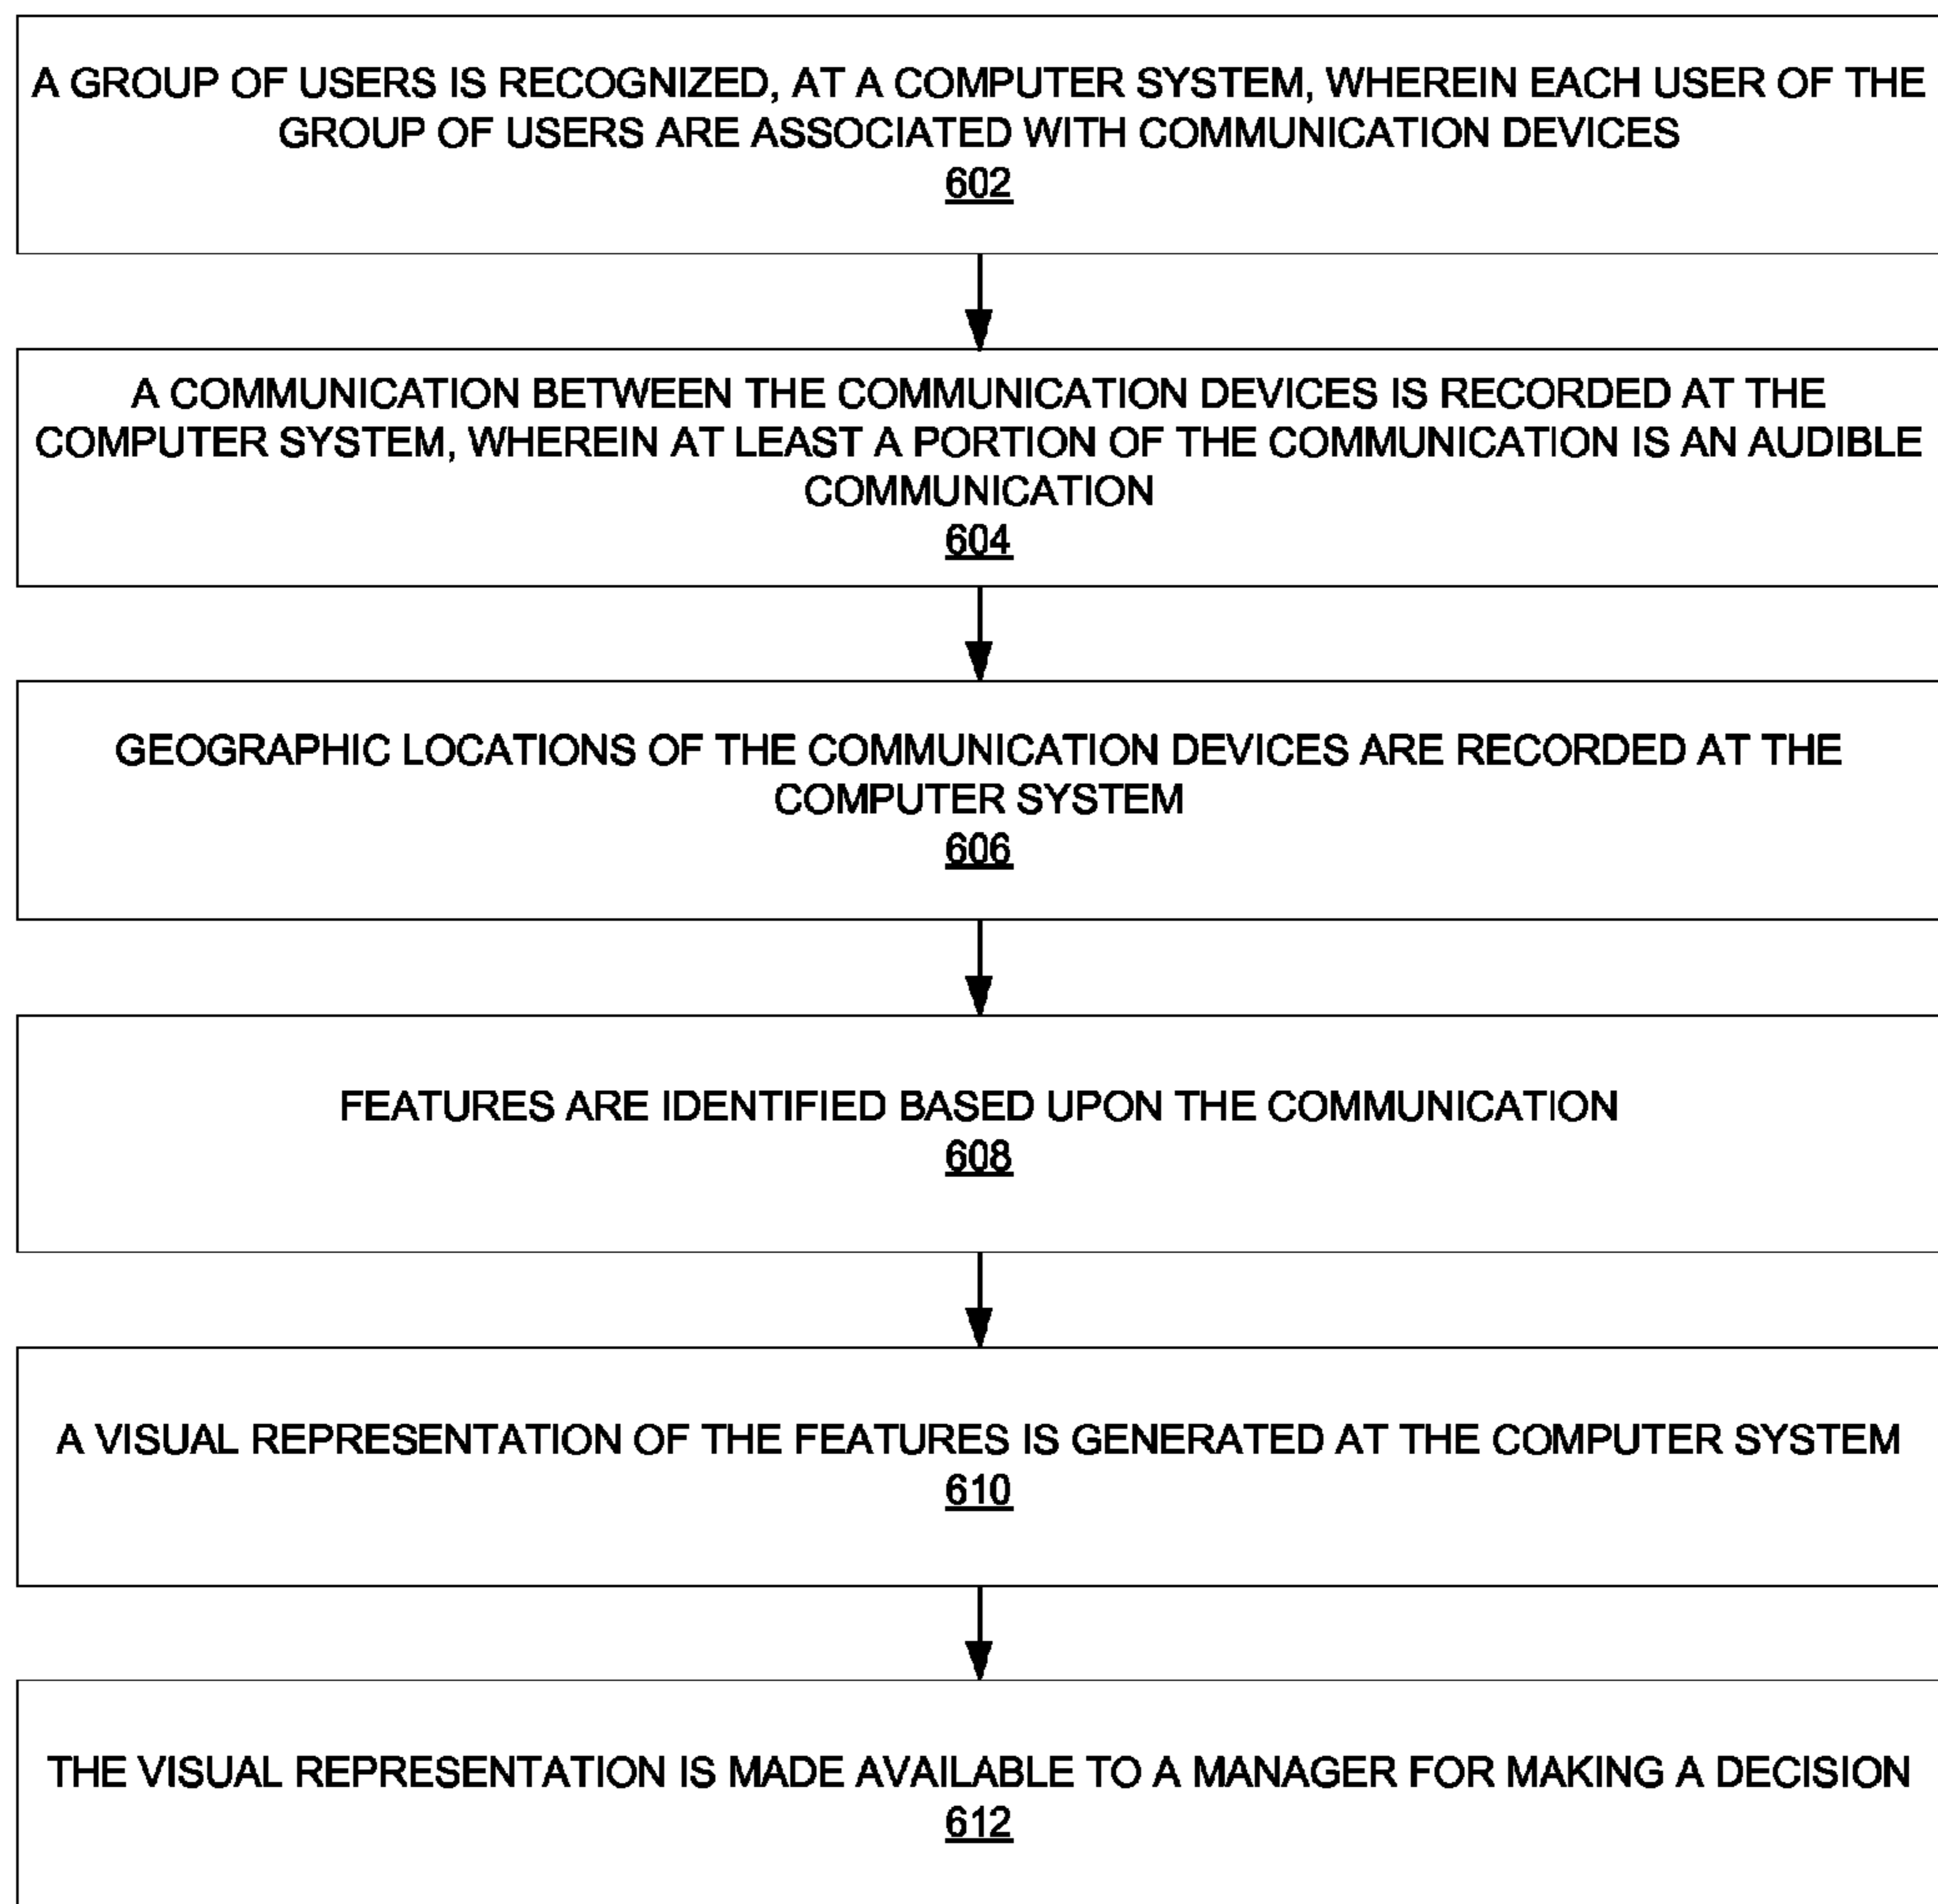 A GROUP OF USERS IS RECOGNIZED, AT A COMPUTER SYSTEM, WHEREIN EACH USER OF THE
GROUP OF USERS ARE ASSOCIATED WITH COMMUNICATION DEVICES
602
A COMMUNICATION BETWEEN THE COMMUNICATION DEVICES IS RECORDED AT THE
COMPUTER SYSTEM, WHEREIN AT LEAST A PORTION OF THE COMMUNICATION IS AN AUDIBLE
COMMUNICATION
604
GEOGRAPHIC LOCATIONS OF THE COMMUNICATION DEVICES ARE RECORDED AT THE
COMPUTER SYSTEM
606
FEATURES ARE IDENTIFIED BASED UPON THE COMMUNICATION
608
A VISUAL REPRESENTATION OF THE FEATURES IS GENERATED AT THE COMPUTER SYSTEM
610
THE VISUAL REPRESENTATION IS MADE AVAILABLE TO A MANAGER FOR MAKING A DECISION
612